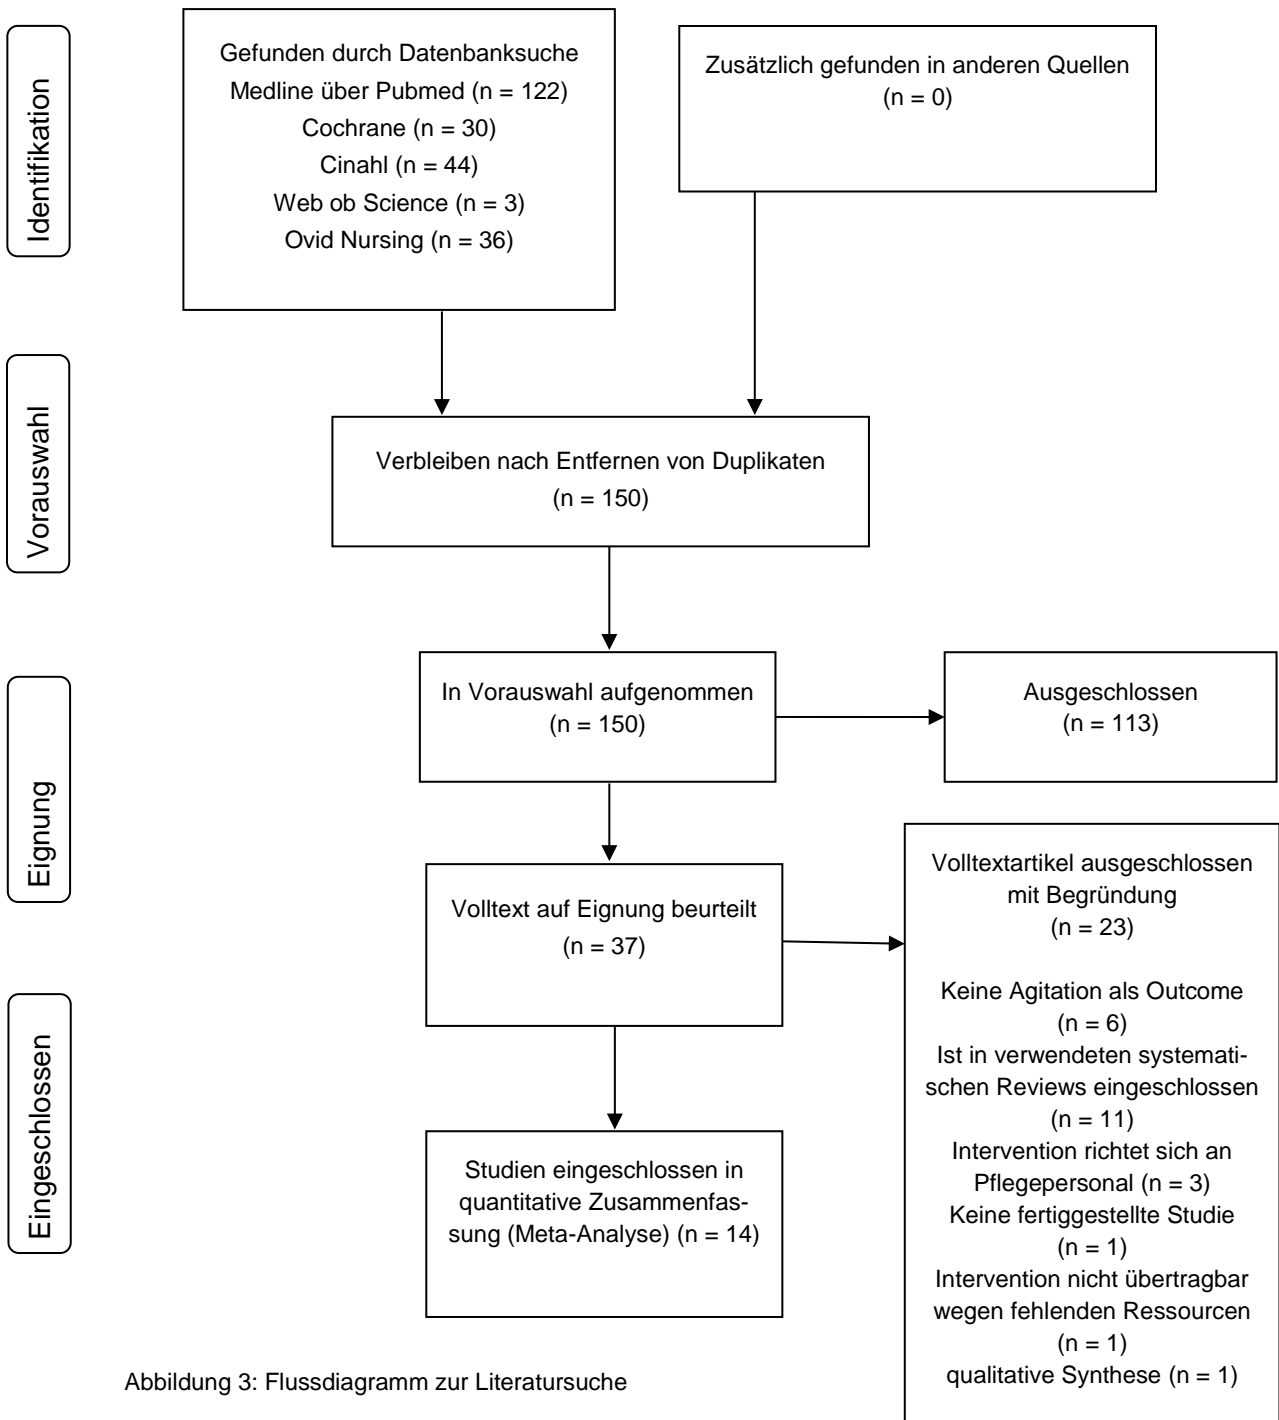 Identifikation
Gefunden durch Datenbanksuche
Medline über Pubmed (n = 122)
Cochrane (n = 30)
Cinahl (n = 44)
Web ob Science (n = 3)
Ovid Nursing (n = 36)
Zusätzlich gefunden in anderen Quellen
(n = 0)
Vorauswahl
Verbleiben nach Entfernen von Duplikaten
(n = 150)
Eignung
In Vorauswahl aufgenommen
(n = 150)
Ausgeschlossen
(n = 113)
Volltext auf Eignung beurteilt
(n = 37)
Volltextartikel ausgeschlossen
mit Begründung
(n = 23)
Keine Agitation als Outcome
(n = 6)
Ist in verwendeten systemati-
schen Reviews eingeschlossen
(n = 11)
Intervention richtet sich an
Pflegepersonal (n = 3)
Keine fertiggestellte Studie
(n = 1)
Intervention nicht übertragbar
wegen fehlenden Ressourcen
(n = 1)
qualitative Synthese (n = 1)
Eingeschlossen
Studien eingeschlossen in
quantitative Zusammenfas-
sung (Meta-Analyse) (n = 14)
Abbildung 3: Flussdiagramm zur Literatursuche